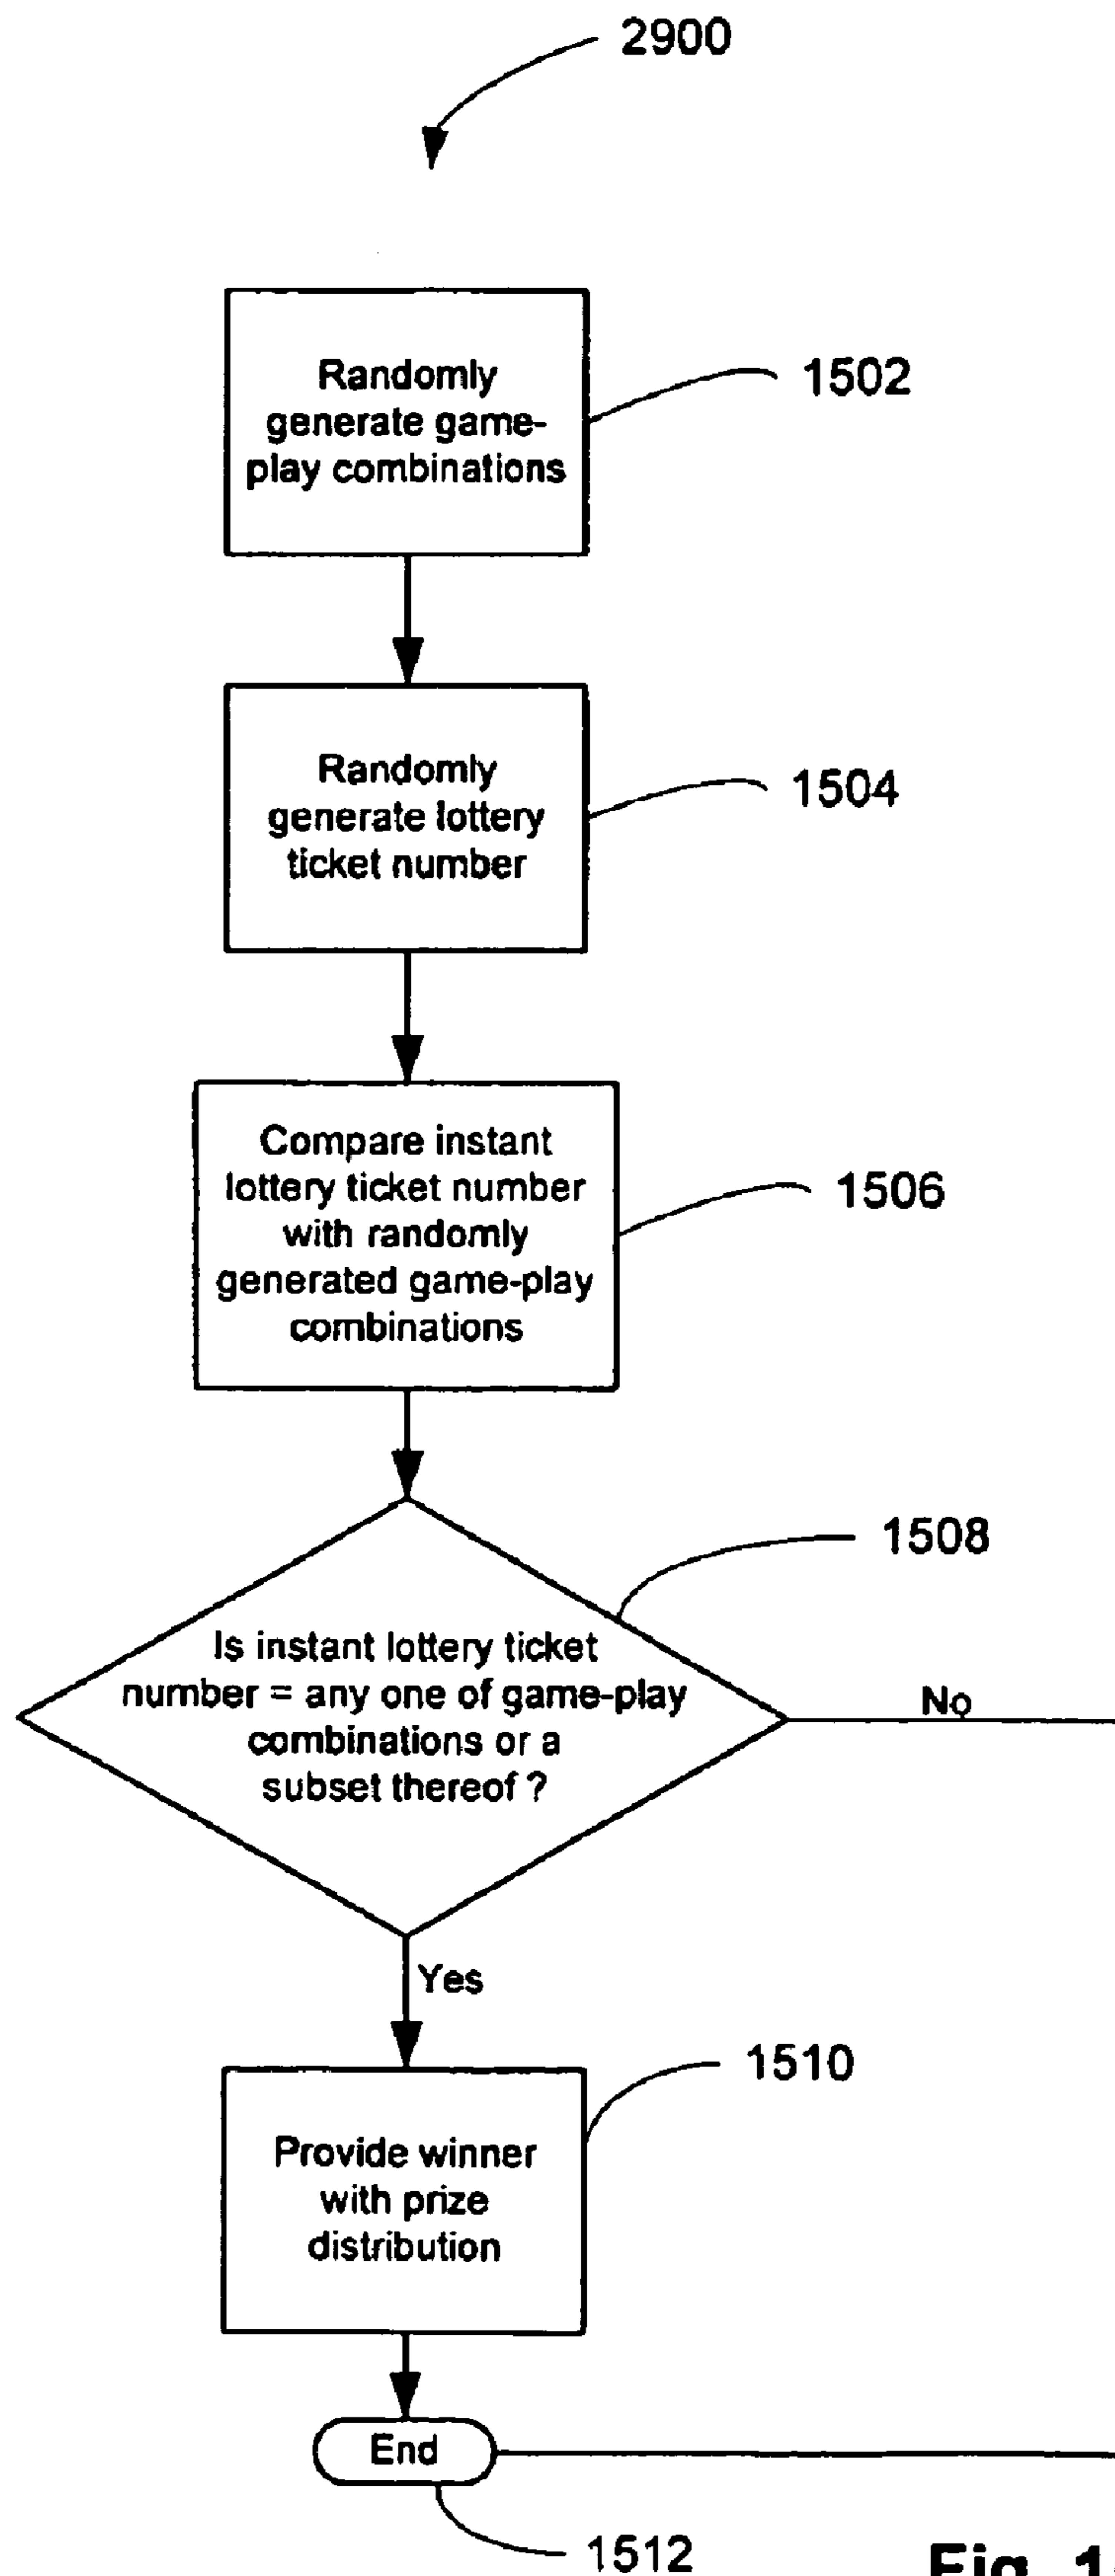 2900
Randomly
generate game-
play combinations
1502
Randomly
generate lottery
ticket number
1504
Compare instant
lottery ticket number
with randomly
generated game-play
combinations
1506
Is instant lottery ticket
number = any one of game-play
combinations or a
subset thereof ?
1508
No
Yes
Provide winner
with prize
distribution
1510
End
1512
Fig.